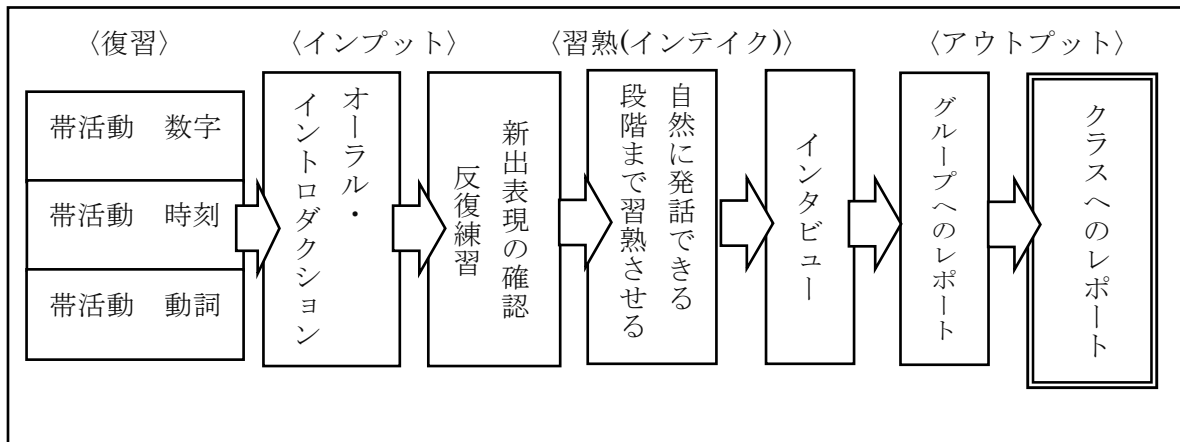 〈復習〉
〈インプット〉
〈習熟(インテイク)〉
〈アウトプット〉
帯活動　数字
帯活動　時刻
帯活動　動詞
オーラル・
イントロダクション
新出表現の確認
反復練習
自然に発話できる
段階まで習熟させる
インタビュー
グループへのレポート
クラスへのレポート